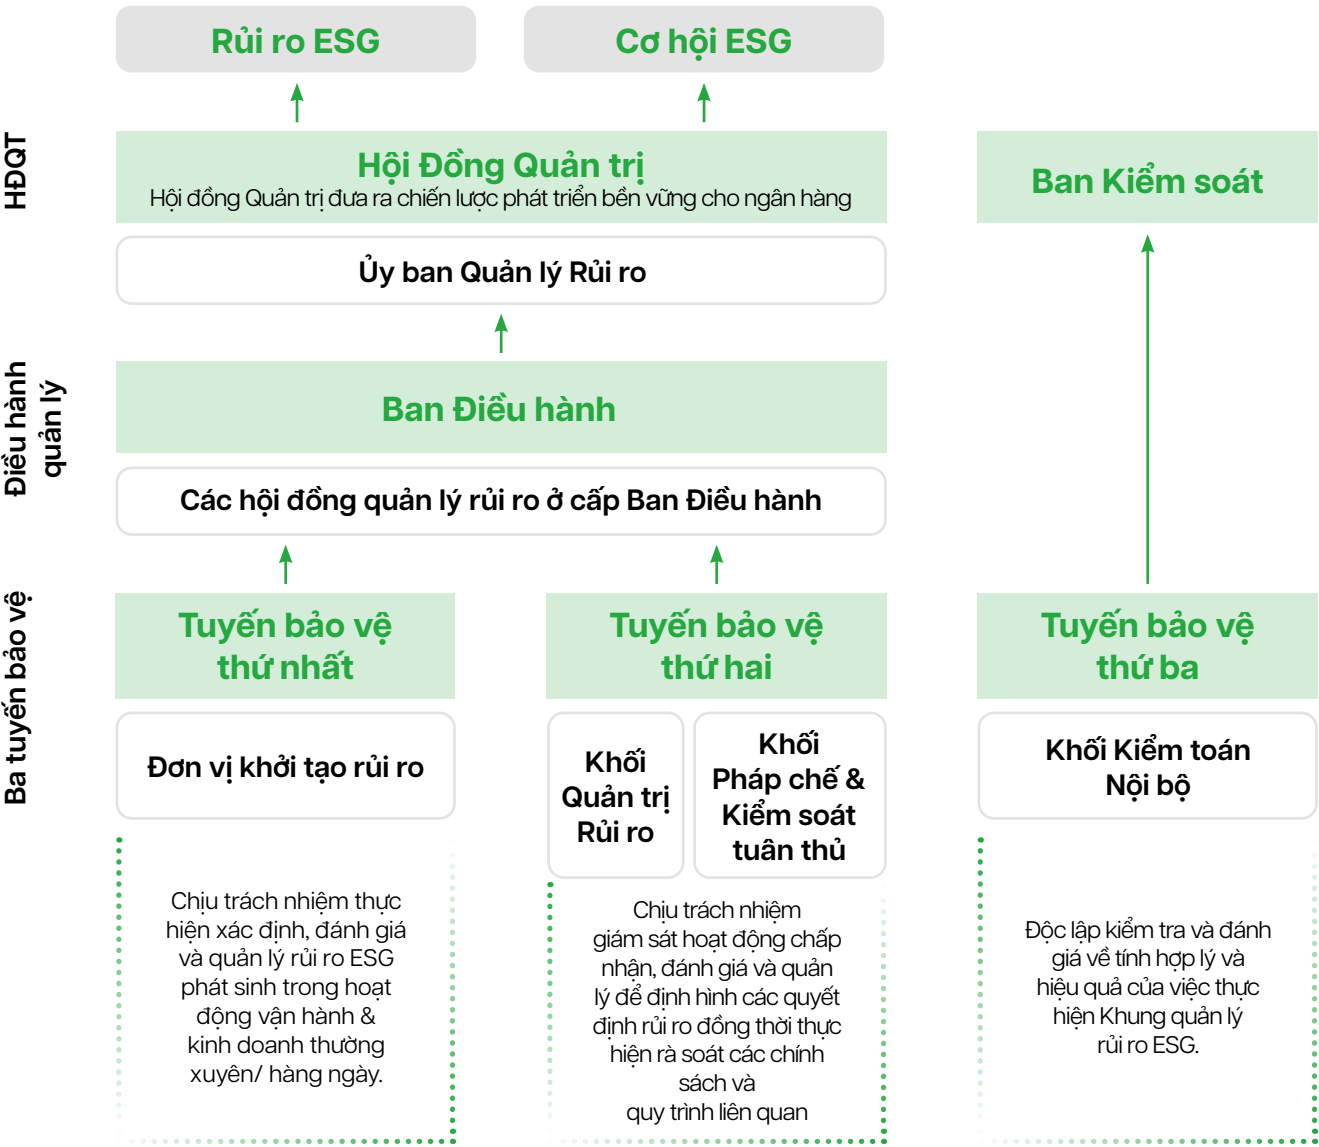 Rủi ro ESG
Cơ hội ESG
HĐQT
Hội Đồng Quản trị
Hội đồng Quản trị đưa ra chiến lược phát triển bền vững cho ngân hàng
Ủy ban Quản lý Rủi ro
Ban Kiểm soát
Điều hành
quản lý
Ban Điều hành
Các hội đồng quản lý rủi ro ở cấp Ban Điều hành
Ba tuyến bảo vệ
Tuyến bảo vệ
thứ nhất
Đơn vị khởi tạo rủi ro
Chịu trách nhiệm thực
hiện xác định, đánh giá
và quản lý rủi ro ESG
phát sinh trong hoạt
động vận hành &
kinh doanh thường
xuyên/ hàng ngày.
Tuyến bảo vệ
thứ hai
Khối
Quản trị
Rủi ro
Khối
Pháp chế &
Kiểm soát
tuân thủ
Chịu trách nhiệm
giám sát hoạt động chấp
nhận, đánh giá và quản
lý để định hình các quyết
định rủi ro đồng thời thực
hiện rà soát các chính
sách và
quy trình liên quan
Tuyến bảo vệ
thứ ba
Khối Kiểm toán
Nội bộ
Độc lập kiểm tra và đánh
giá về tính hợp lý và
hiệu quả của việc thực
hiện Khung quản lý
rủi ro ESG.